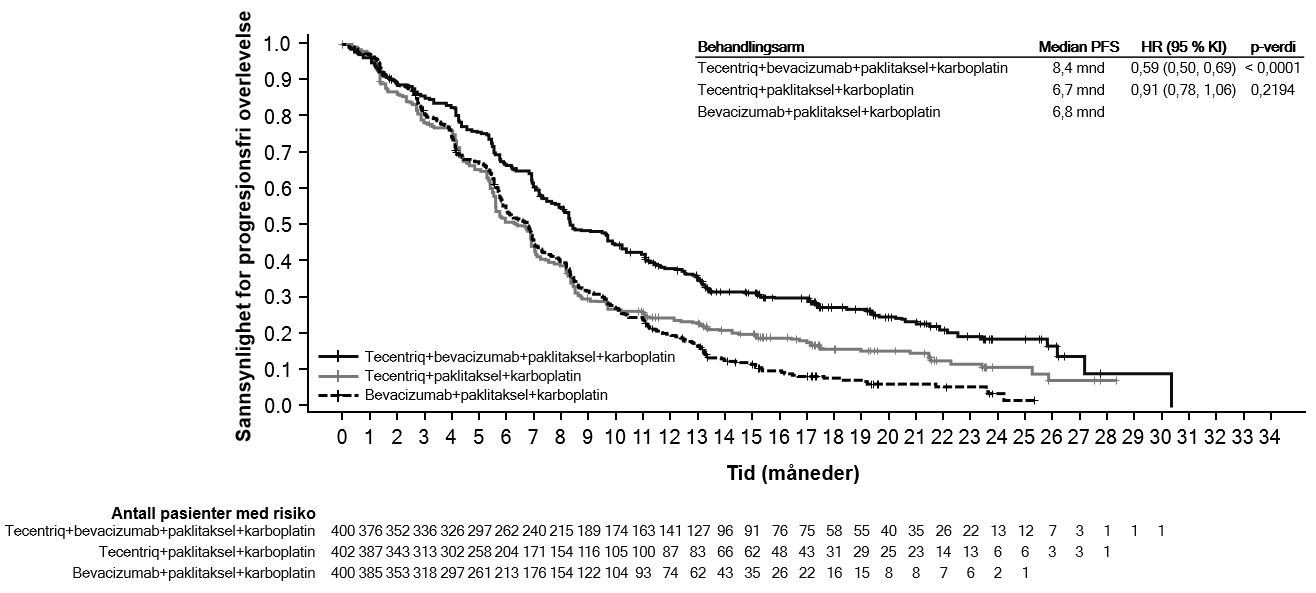 Sannsynlighet for progresjonsfri overlevelse
1.0
0.9
0.8
0.7
0.6
0.5
0.4
0.3
0.2
0.1
0.0
Behandlingsarm Median PFS HR (95 % KI) p-verdi
Tecentriq+bevacizumab+paklitaksel+karboplatin 8,4 mnd 0,59 (0,50, 0,69) < 0,0001
Tecentriq+paklitaksel+karboplatin 6,7 mnd 0,91 (0,78, 1,06) 0,2194
Bevacizumab+paklitaksel+karboplatin 6,8 mnd
Tecentriq+bevacizumab+paklitaksel+karboplatin
Tecentriq+paklitaksel+karboplatin
Bevacizumab+paklitaksel+karboplatin
0 1 2 3 4 5 6 7 8 9 10 11 12 13 14 15 16 17 18 19 20 21 22 23 24 25 26 27 28 29 30 31 32 33 34
Tid (måneder)
Antall pasienter med risiko
Tecentriq+bevacizumab+paklitaksel+karboplatin 400 376 352 336 326 297 262 240 215 189 174 163 141 127 96 91 76 75 58 55 40 35 26 22 13 12 7 3 1 1 1
Tecentriq+paklitaksel+karboplatin 402 387 343 313 302 258 204 171 154 116 105 100 87 83 66 62 48 43 31 29 25 23 14 13 6 6 3 3 1
Bevacizumab+paklitaksel+karboplatin 400 385 353 318 297 261 213 176 154 122 104 93 74 62 43 35 26 22 16 15 8 8 7 6 2 1